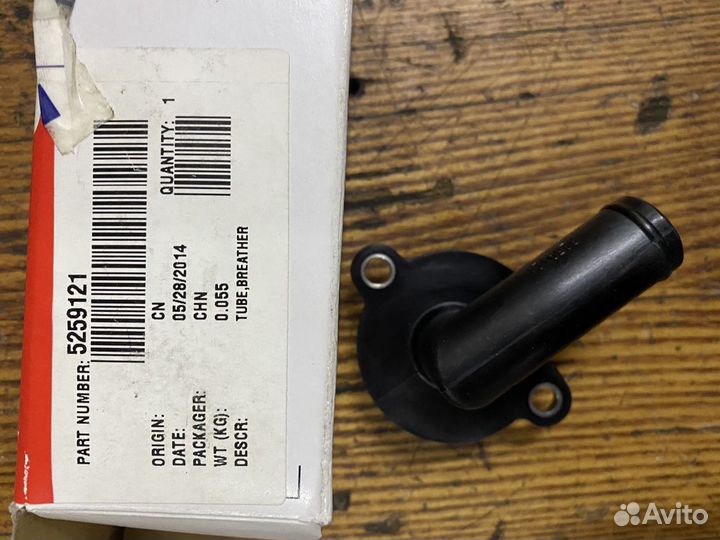 PART NUMBER: 5259121
QUANTITY: 1
ORIGIN: CN
DATE: 05/28/2014
PACKAGER: CHN
WT (KG): 0.055
DESCR: TUBE,BREATHER
Avito